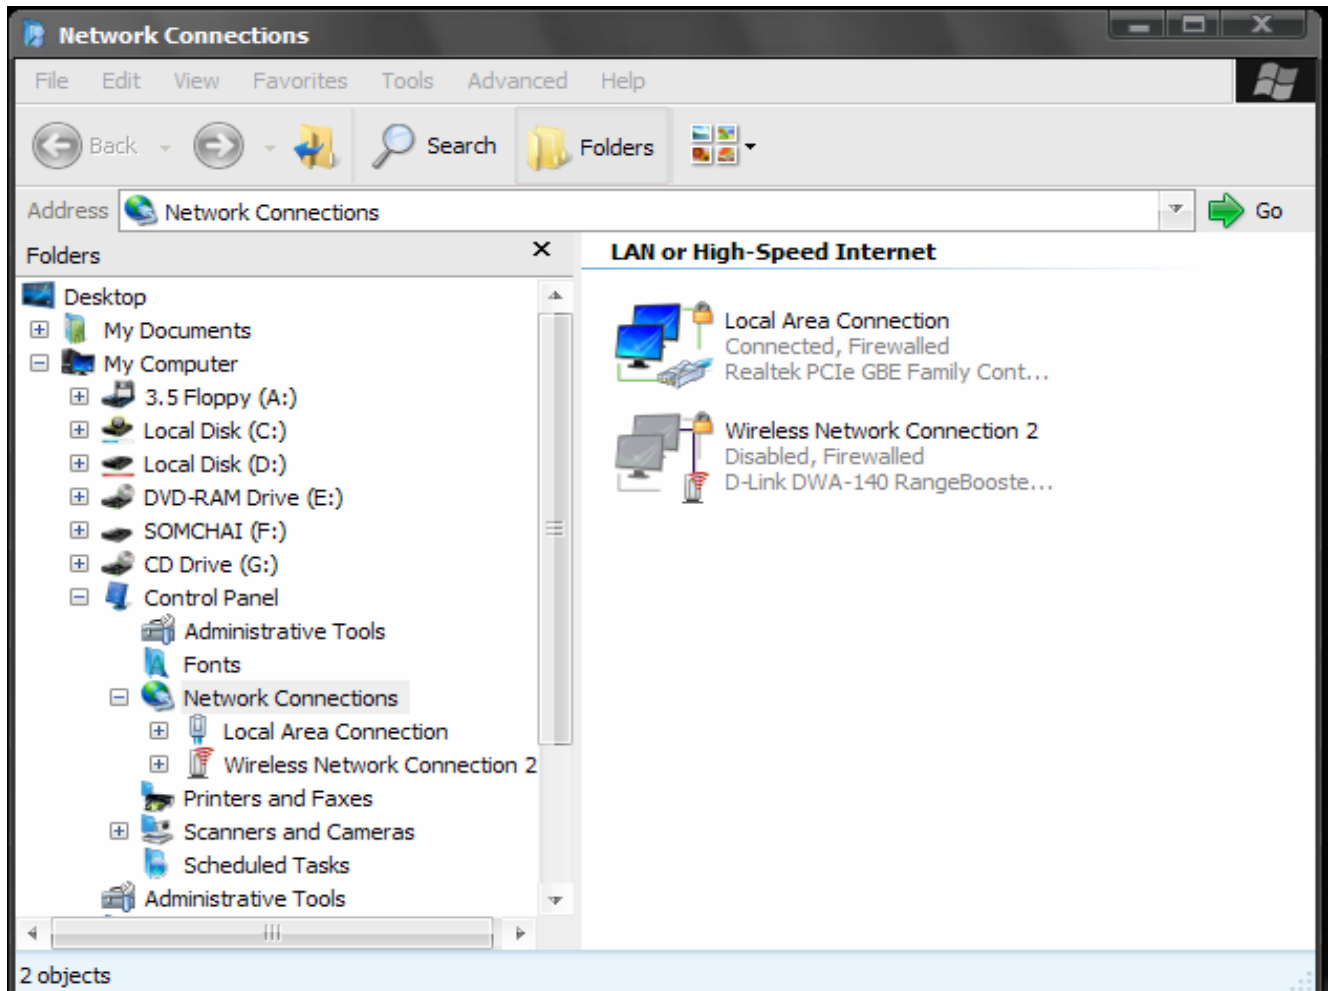 Network Connections
File Edit View Favorites Tools Advanced Help
Back Search Folders
Address Network Connections Go
Folders
Desktop
My Documents
My Computer
3.5 Floppy (A:)
Local Disk (C:)
Local Disk (D:)
DVD-RAM Drive (E:)
SOMCHAI (F:)
CD Drive (G:)
Control Panel
Administrative Tools
Fonts
Network Connections
Local Area Connection
Wireless Network Connection 2
Printers and Faxes
Scanners and Cameras
Scheduled Tasks
Administrative Tools
LAN or High-Speed Internet
Local Area Connection
Connected, Firewalled
Realtek PCIe GBE Family Cont...
Wireless Network Connection 2
Disabled, Firewalled
D-Link DWA-140 RangeBooste...
2 objects